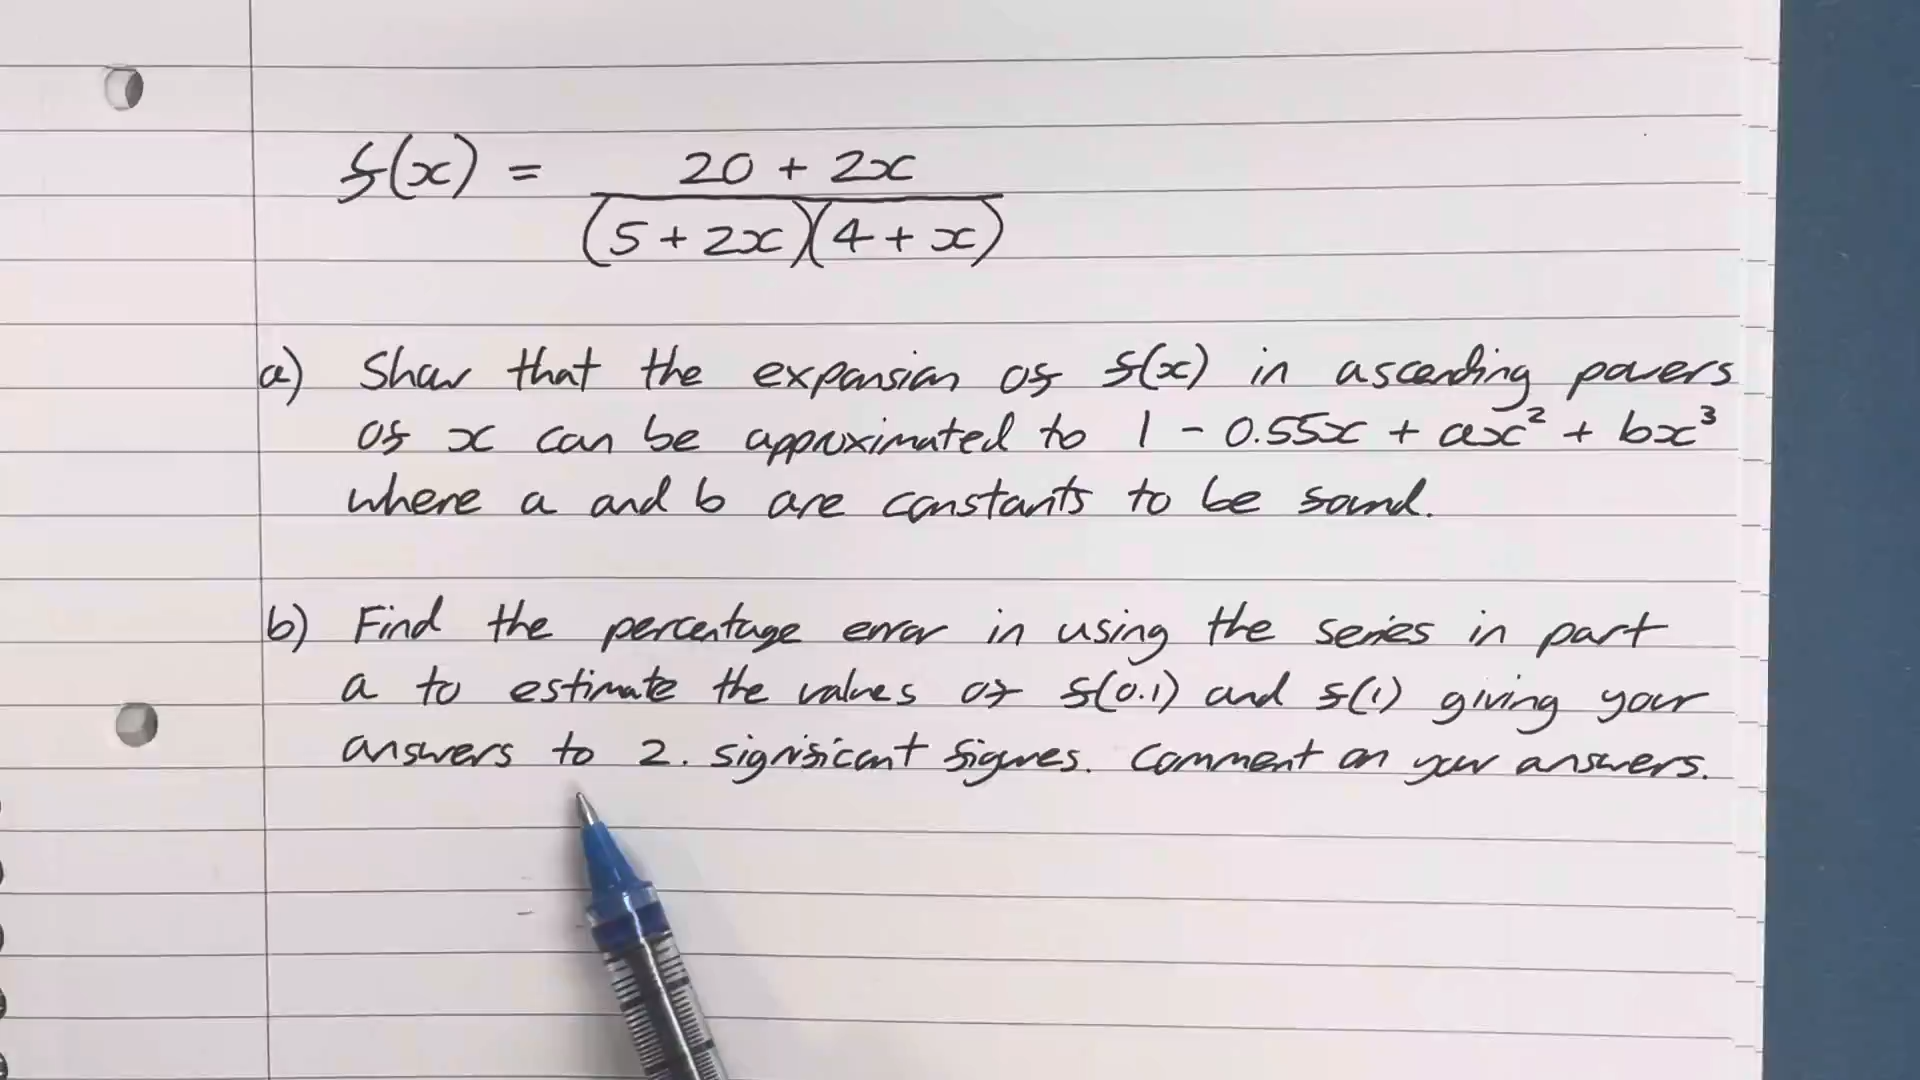 f(x) = 20 + 2x
(5 + 2x)(4 + x)
a) Show that the expansion of f(x) in ascending powers
of x can be approximated to 1 - 0.55x + ax² + bx³
where a and b are constants to be found.
b) Find the percentage error in using the series in part
a to estimate the values of f(0.1) and f(1) giving your
answers to 2. significant figures. Comment on your answers.